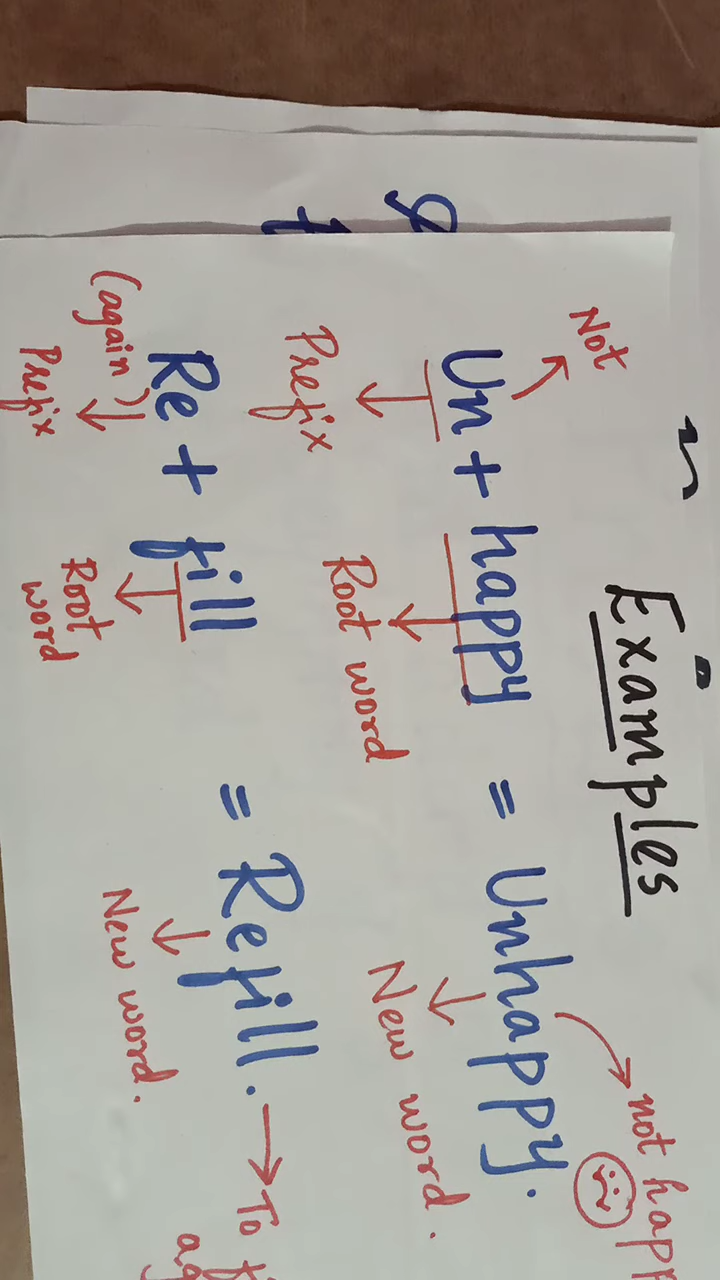 Examples
Not
not happ
Un + happy = Unhappy.
Prefix
Root word
New word.
Re + fill = Refill. → To f
(again)
Prefix
Root
word
New word.
ag